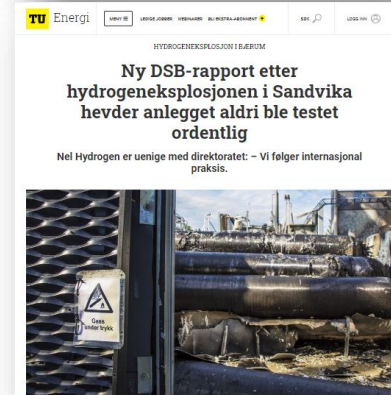 TU Energi MENY LEDIGE JOBBER WEBINARER BLI EKSTRA-ABONNENT + SØK LOGG INN
HYDROGENEKSPLOSJON I BÆRUM
Ny DSB-rapport etter
hydrogeneksplosjonen i Sandvika
hevder anlegget aldri ble testet
ordentlig
Nel Hydrogen er uenige med direktoratet: – Vi følger internasjonal
praksis.
Gass
under trykk